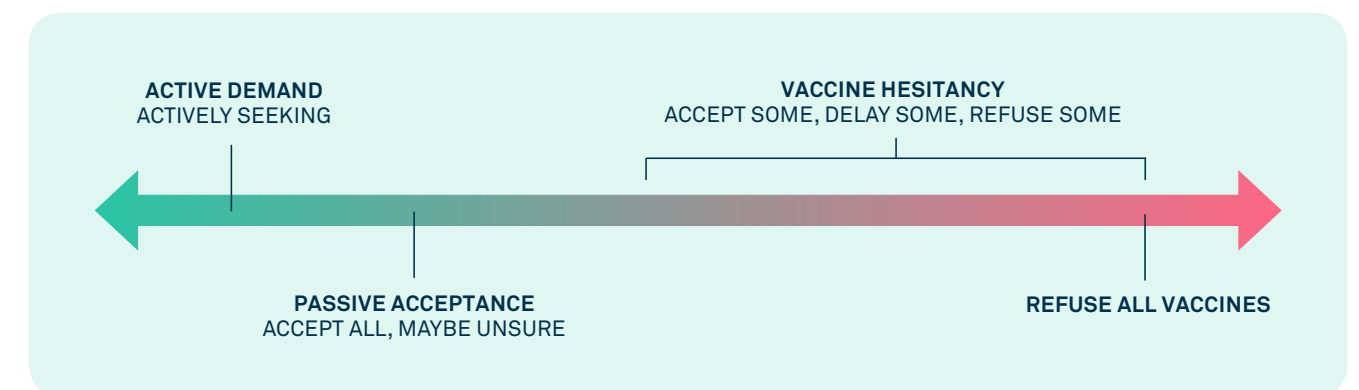 ACTIVE DEMAND
ACTIVELY SEEKING
VACCINE HESITANCY
ACCEPT SOME, DELAY SOME, REFUSE SOME
PASSIVE ACCEPTANCE
ACCEPT ALL, MAYBE UNSURE
REFUSE ALL VACCINES